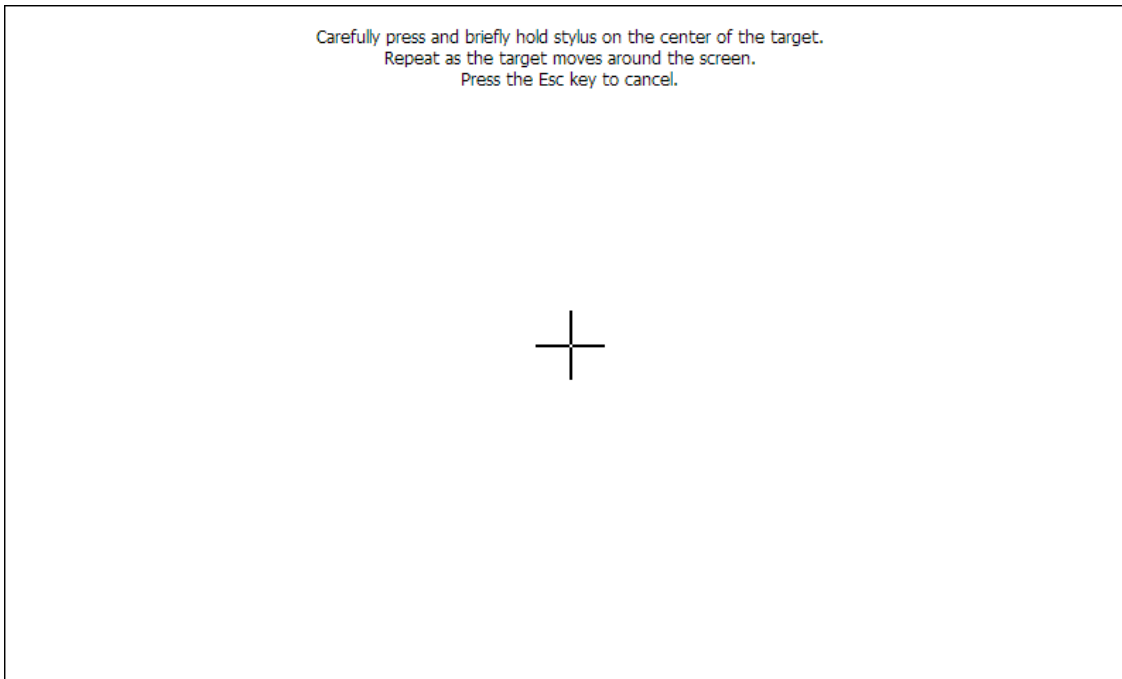 Carefully press and briefly hold stylus on the center of the target.
Repeat as the target moves around the screen.
Press the Esc key to cancel.